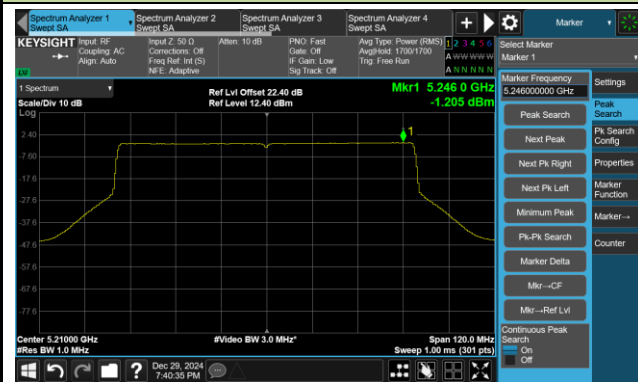 Spectrum Analyzer 1
Swept SA
Spectrum Analyzer 2
Swept SA
Spectrum Analyzer 3
Swept SA
Spectrum Analyzer 4
Swept SA
Marker
KEYSIGHT
Input: RF
Coupling: AC
Align: Auto
Input Z: 50 Ω
Corrections: Off
Freq Ref: Int (S)
NFE: Adaptive
Atten: 10 dB
PNO: Fast
Gate: Off
IF Gain: Low
Sig Track: Off
Avg Type: Power (RMS)
Avg|Hold: 1700/1700
Trig: Free Run
1 2 3 4 5 6
A W W W W W
A N N N N N
LVI
Select Marker
Marker 1
1 Spectrum
Scale/Div 10 dB
Log
Ref Lvl Offset 22.40 dB
Ref Level 12.40 dBm
Mkr1 5.246 0 GHz
-1.205 dBm
2.40
-7.60
-17.6
-27.6
-37.6
-47.6
-57.6
-67.6
-77.6
1
Center 5.21000 GHz
#Res BW 1.0 MHz
#Video BW 3.0 MHz*
Span 120.0 MHz
Sweep 1.00 ms (301 pts)
Marker Frequency
5.246000000 GHz
Peak Search
Next Peak
Next Pk Right
Next Pk Left
Minimum Peak
Pk-Pk Search
Marker Delta
Mkr→CF
Mkr→Ref Lvl
Continuous Peak
Search
On
Off
Settings
Peak
Search
Pk Search
Config
Properties
Marker
Function
Marker→
Counter
?
Dec 29, 2024
7:40:35 PM